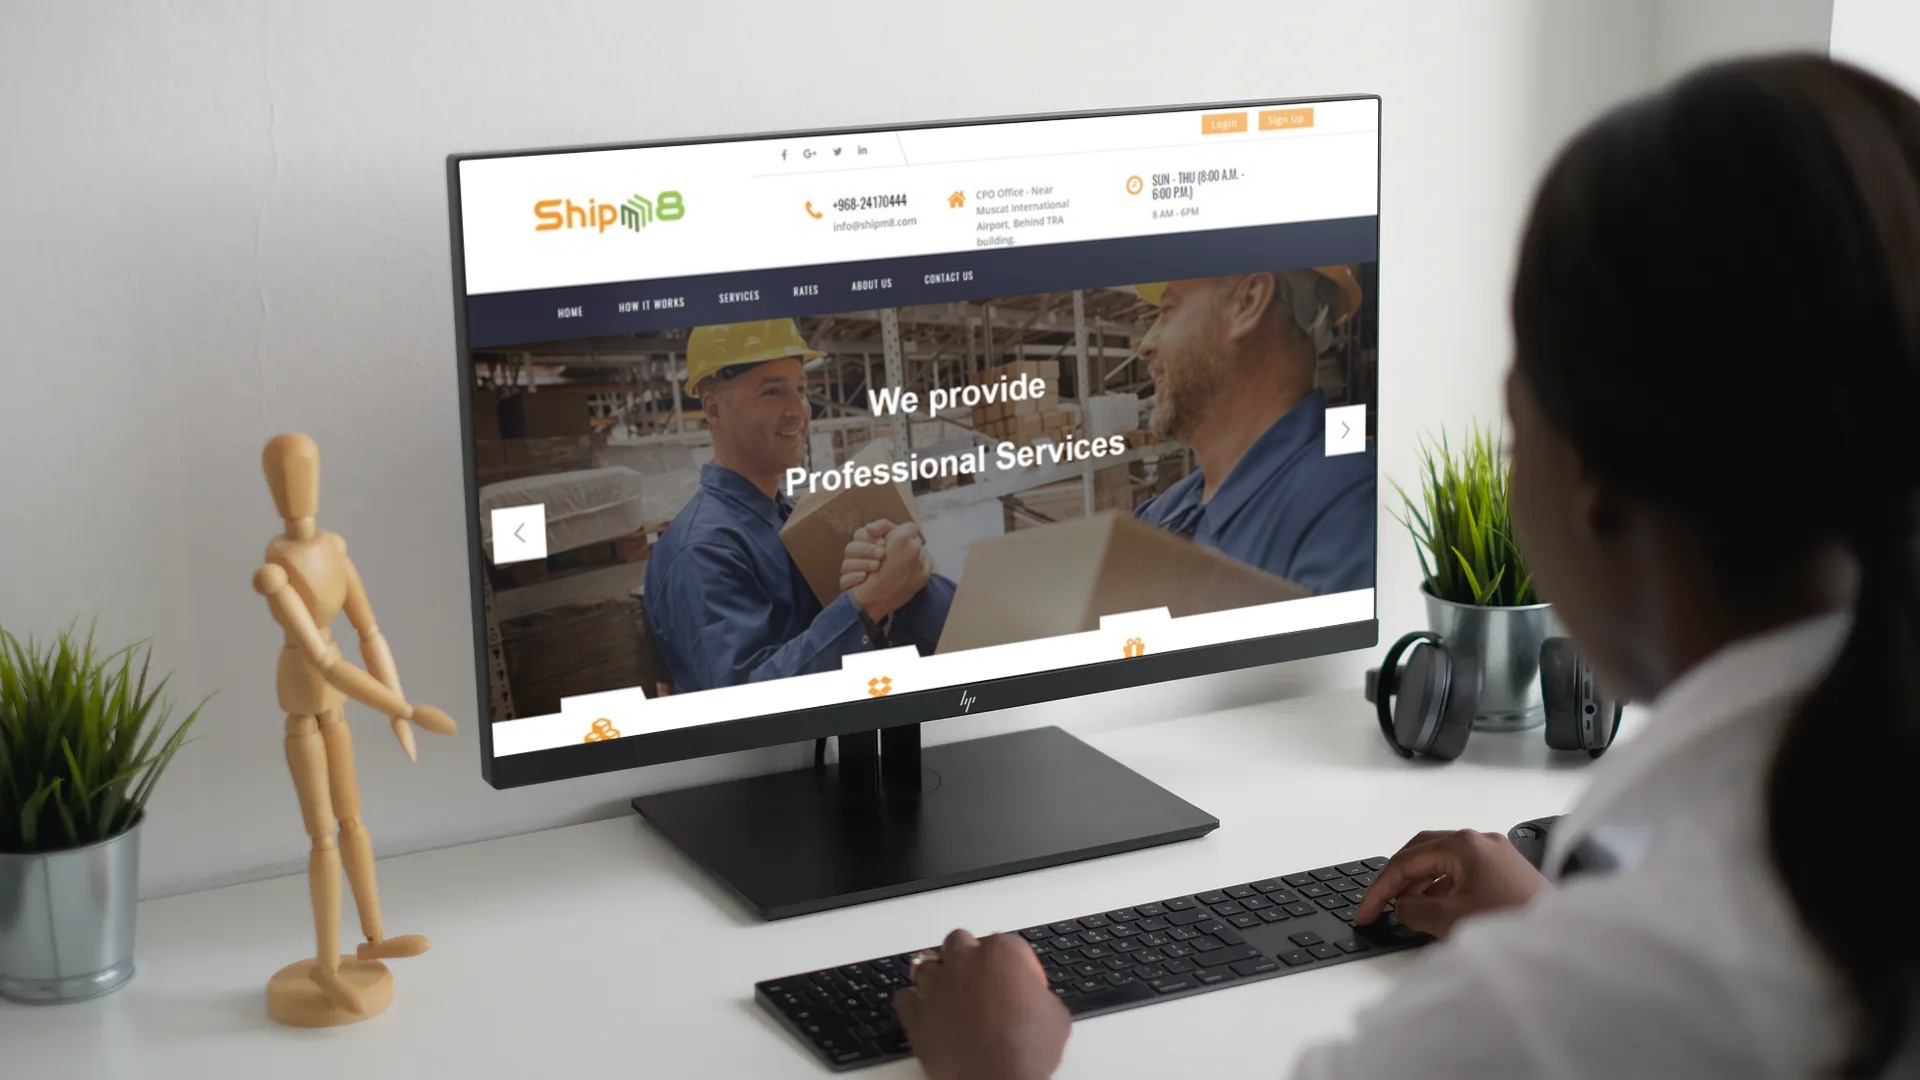 Login
Sign Up
f
G+
in
Shipm8
+968-24170444
info@shipm8.com
CPO Office - Near
Muscat International
Airport, Behind TRA
building.
SUN - THU (8:00 A.M. -
6:00 P.M.)
8 AM - 6PM
HOME
HOW IT WORKS
SERVICES
RATES
ABOUT US
CONTACT US
We provide
Professional Services
hp